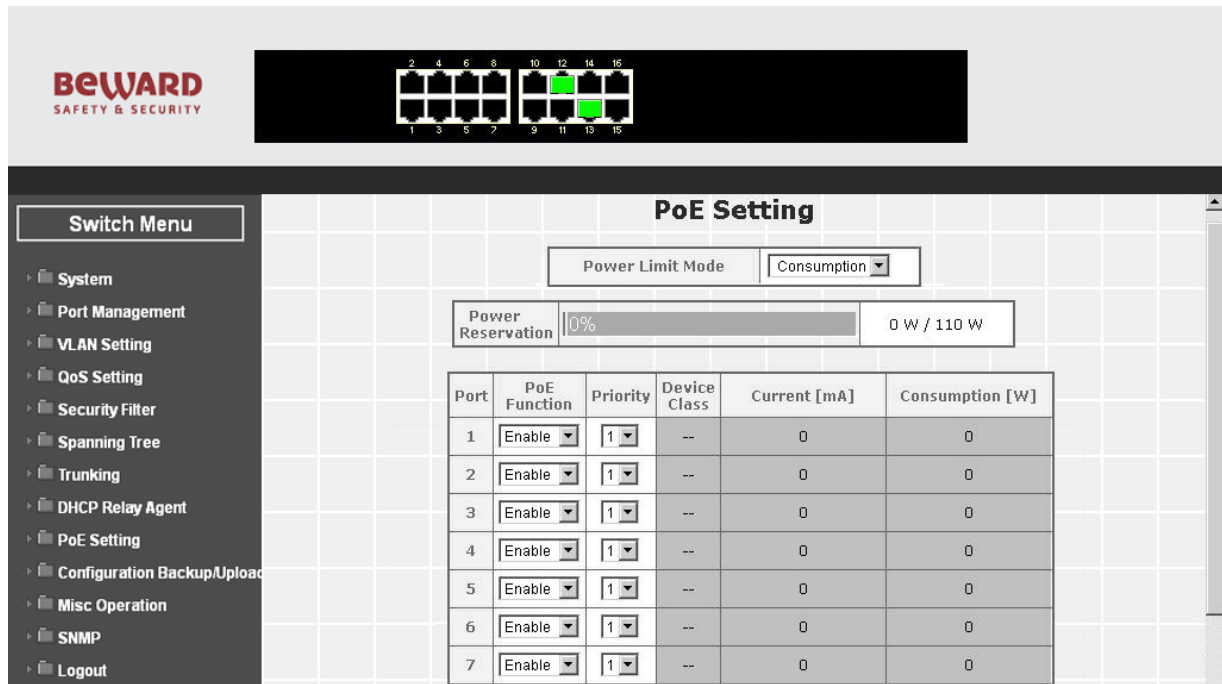 BEWARD
SAFETY & SECURITY
2 4 6 8 10 12 14 16
1 3 5 7 9 11 13 15
Switch Menu
System
Port Management
VLAN Setting
QoS Setting
Security Filter
Spanning Tree
Trunking
DHCP Relay Agent
PoE Setting
Configuration Backup/Upload
Misc Operation
SNMP
Logout
PoE Setting
Power Limit Mode Consumption
Power Reservation 0% 0 W / 110 W
Port PoE Function Priority Device Class Current [mA] Consumption [W]
1 Enable 1 -- 0 0
2 Enable 1 -- 0 0
3 Enable 1 -- 0 0
4 Enable 1 -- 0 0
5 Enable 1 -- 0 0
6 Enable 1 -- 0 0
7 Enable 1 -- 0 0